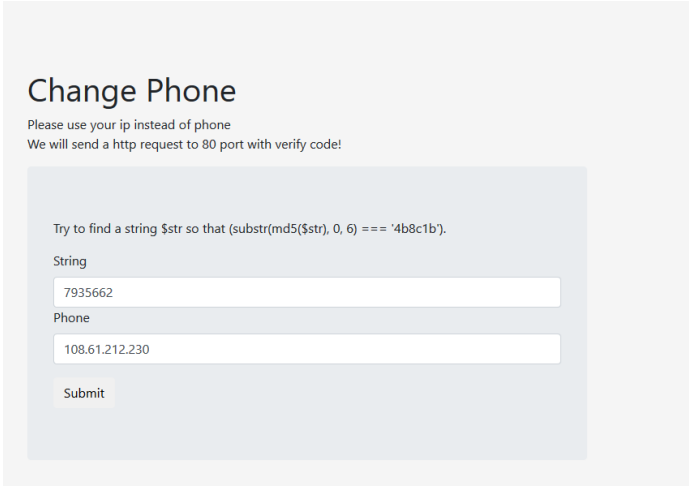 Change Phone
Please use your ip instead of phone
We will send a http request to 80 port with verify code!
Try to find a string $str so that (substr(md5($str), 0, 6) === '4b8c1b').
String
7935662
Phone
108.61.212.230
Submit